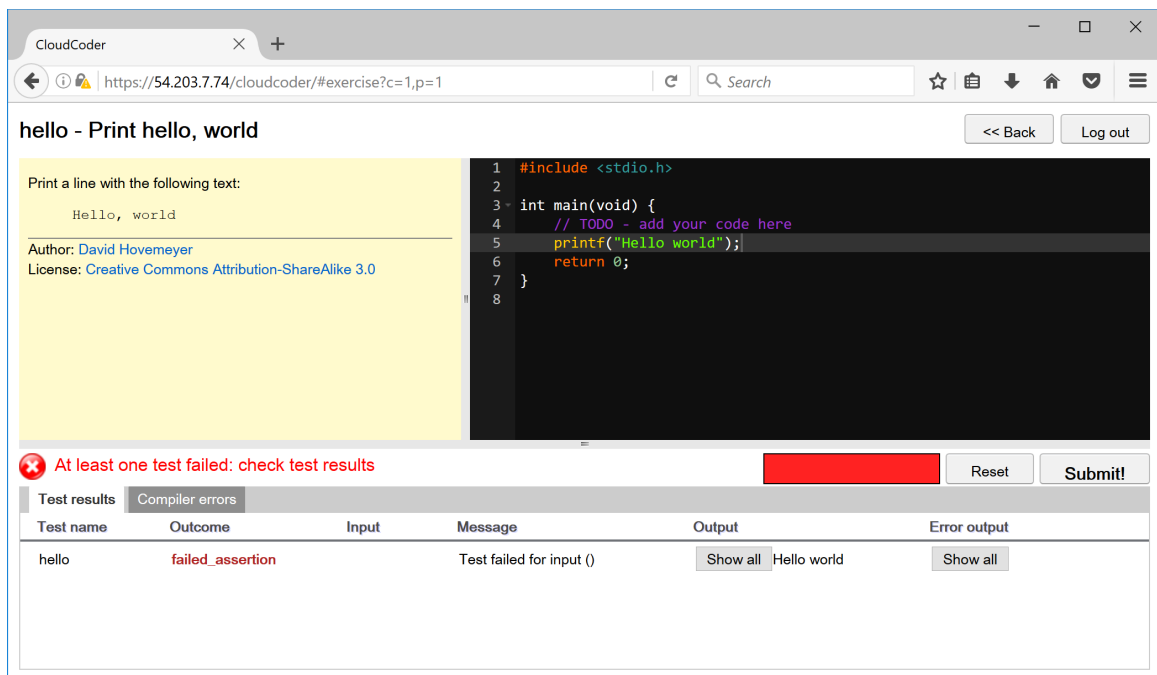 CloudCoder
https://54.203.7.74/cloudcoder/#exercise?c=1,p=1
Search
hello - Print hello, world
<< Back
Log out
Print a line with the following text:
Hello, world
Author: David Hovemeyer
License: Creative Commons Attribution-ShareAlike 3.0
1 #include <stdio.h>
2
3 int main(void) {
4 // TODO - add your code here
5 printf("Hello world");
6 return 0;
7 }
8
At least one test failed: check test results
Reset
Submit!
Test results
Compiler errors
Test name Outcome Input Message Output Error output
hello failed_assertion Test failed for input () Show all Hello world Show all